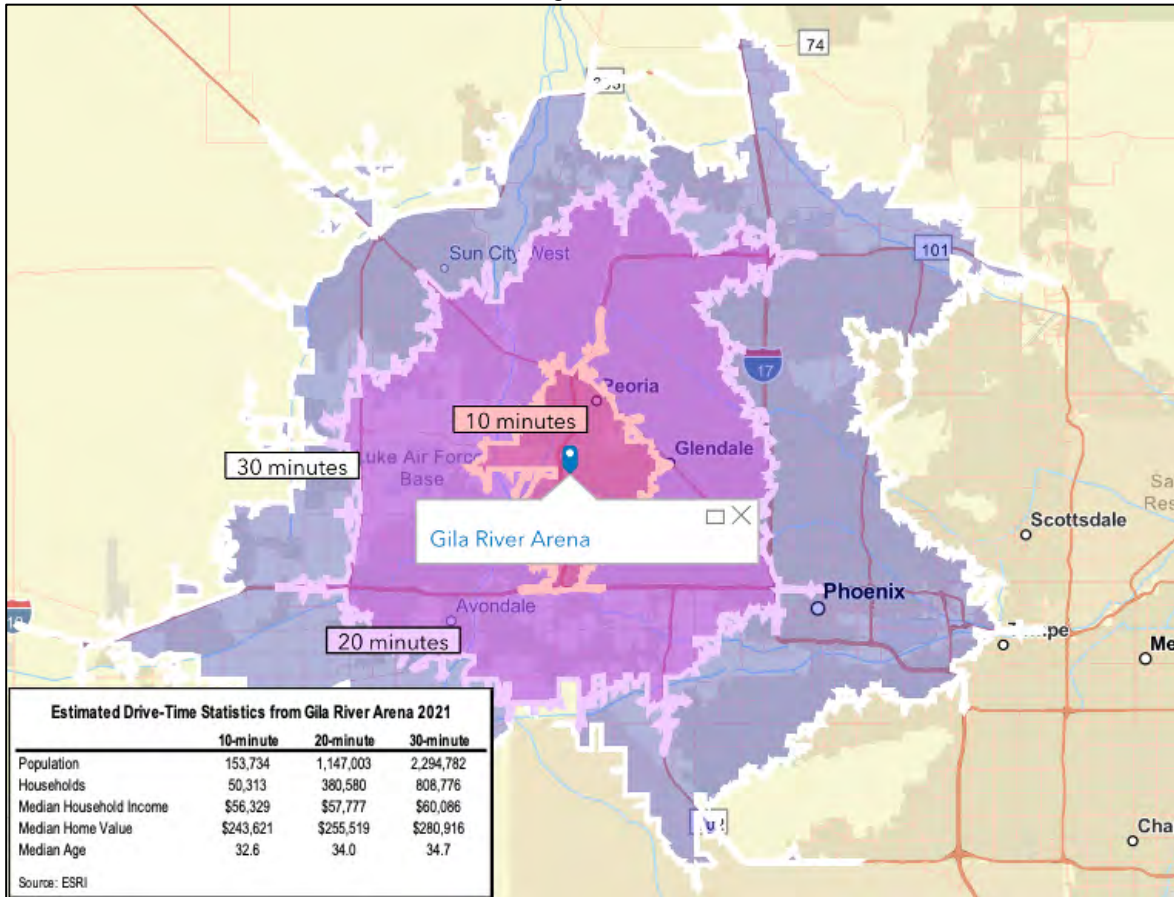 74
303
Sun City West
101
17
Peoria
10 minutes
Glendale
30 minutes
Luke Air Force
Base
Scottsdale
Gila River Arena
Phoenix
Avondale
20 minutes
Estimated Drive-Time Statistics from Gila River Arena 2021
10-minute 20-minute 30-minute
Population 153,734 1,147,003 2,294,782
Households 50,313 380,580 808,776
Median Household Income $56,329 $57,777 $60,086
Median Home Value $243,621 $255,519 $280,916
Median Age 32.6 34.0 34.7
Source: ESRI